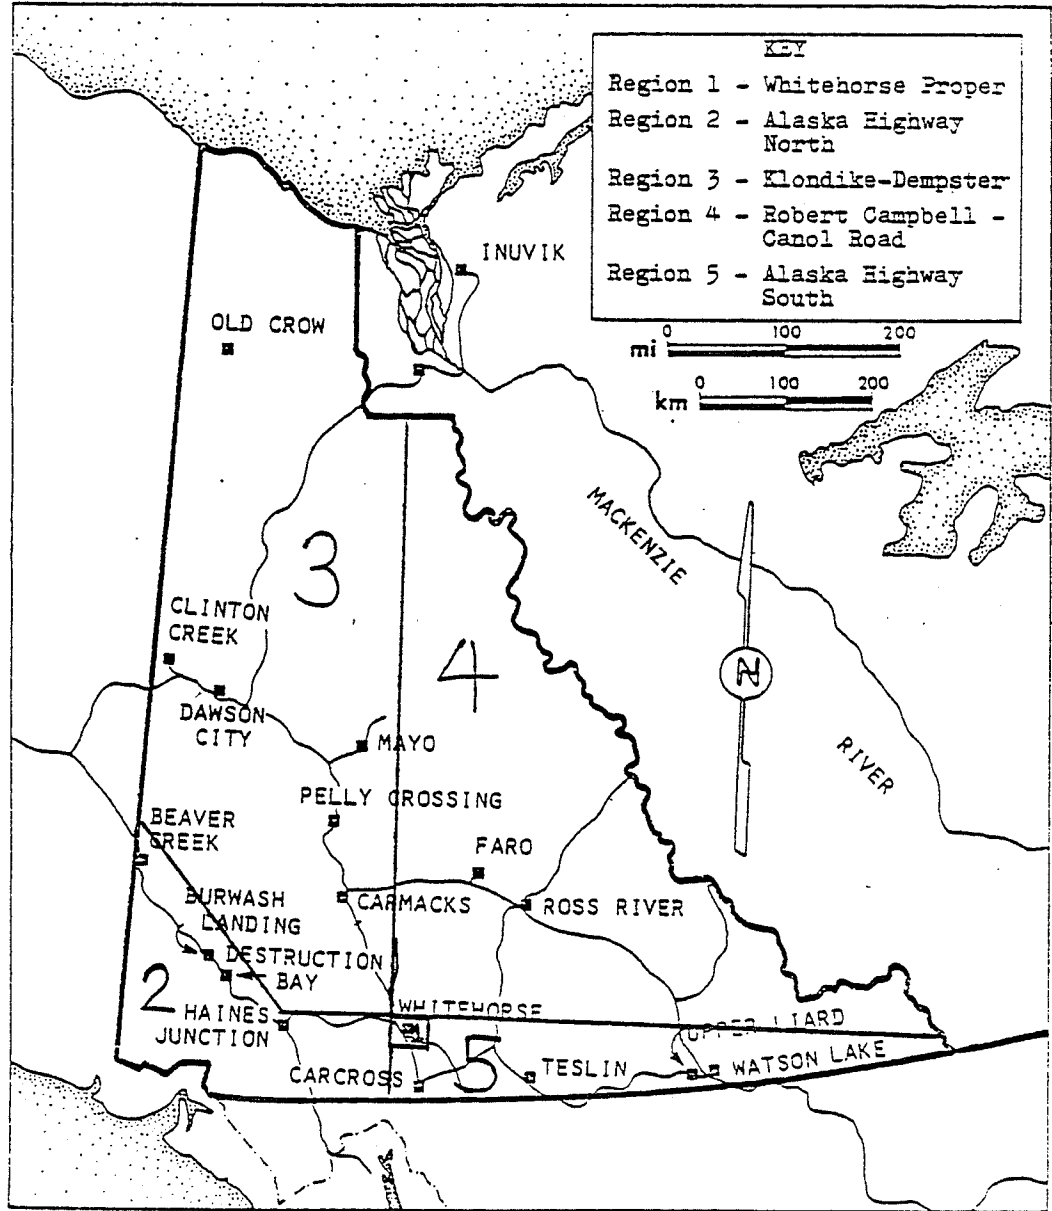 KEY
Region 1 - Whitehorse Proper
Region 2 - Alaska Highway
North
Region 3 - Klondike-Dempster
Region 4 - Robert Campbell -
Canol Road
Region 5 - Alaska Highway
South
0 100 200
mi
0 100 200
km
INUVIK
OLD CROW
MACKENZIE
RIVER
3
CLINTON
CREEK
4
N
DAWSON
CITY
MAYO
PELLY CROSSING
BEAVER
CREEK
FARO
BURWASH
LANDING
CARMACKS
ROSS RIVER
DESTRUCTION
BAY
2
HAINES
JUNCTION
WHITEHORSE
1
UPPER LIARD
5
CARCROSS
TESLIN
WATSON LAKE